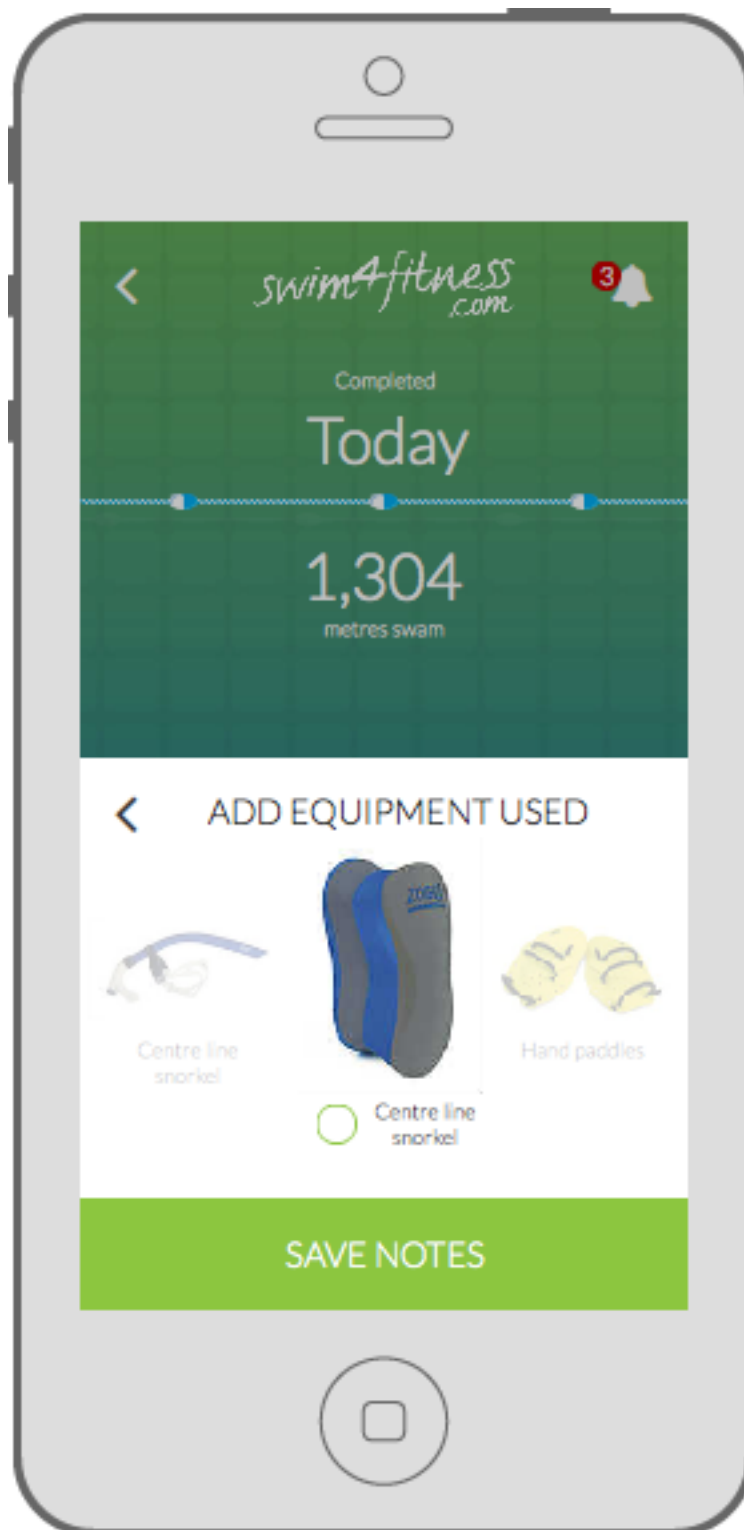 swim4fitness
.com
3
Completed
Today
1,304
metres swam
ADD EQUIPMENT USED
Centre line
snorkel
Hand paddles
Centre line
snorkel
SAVE NOTES